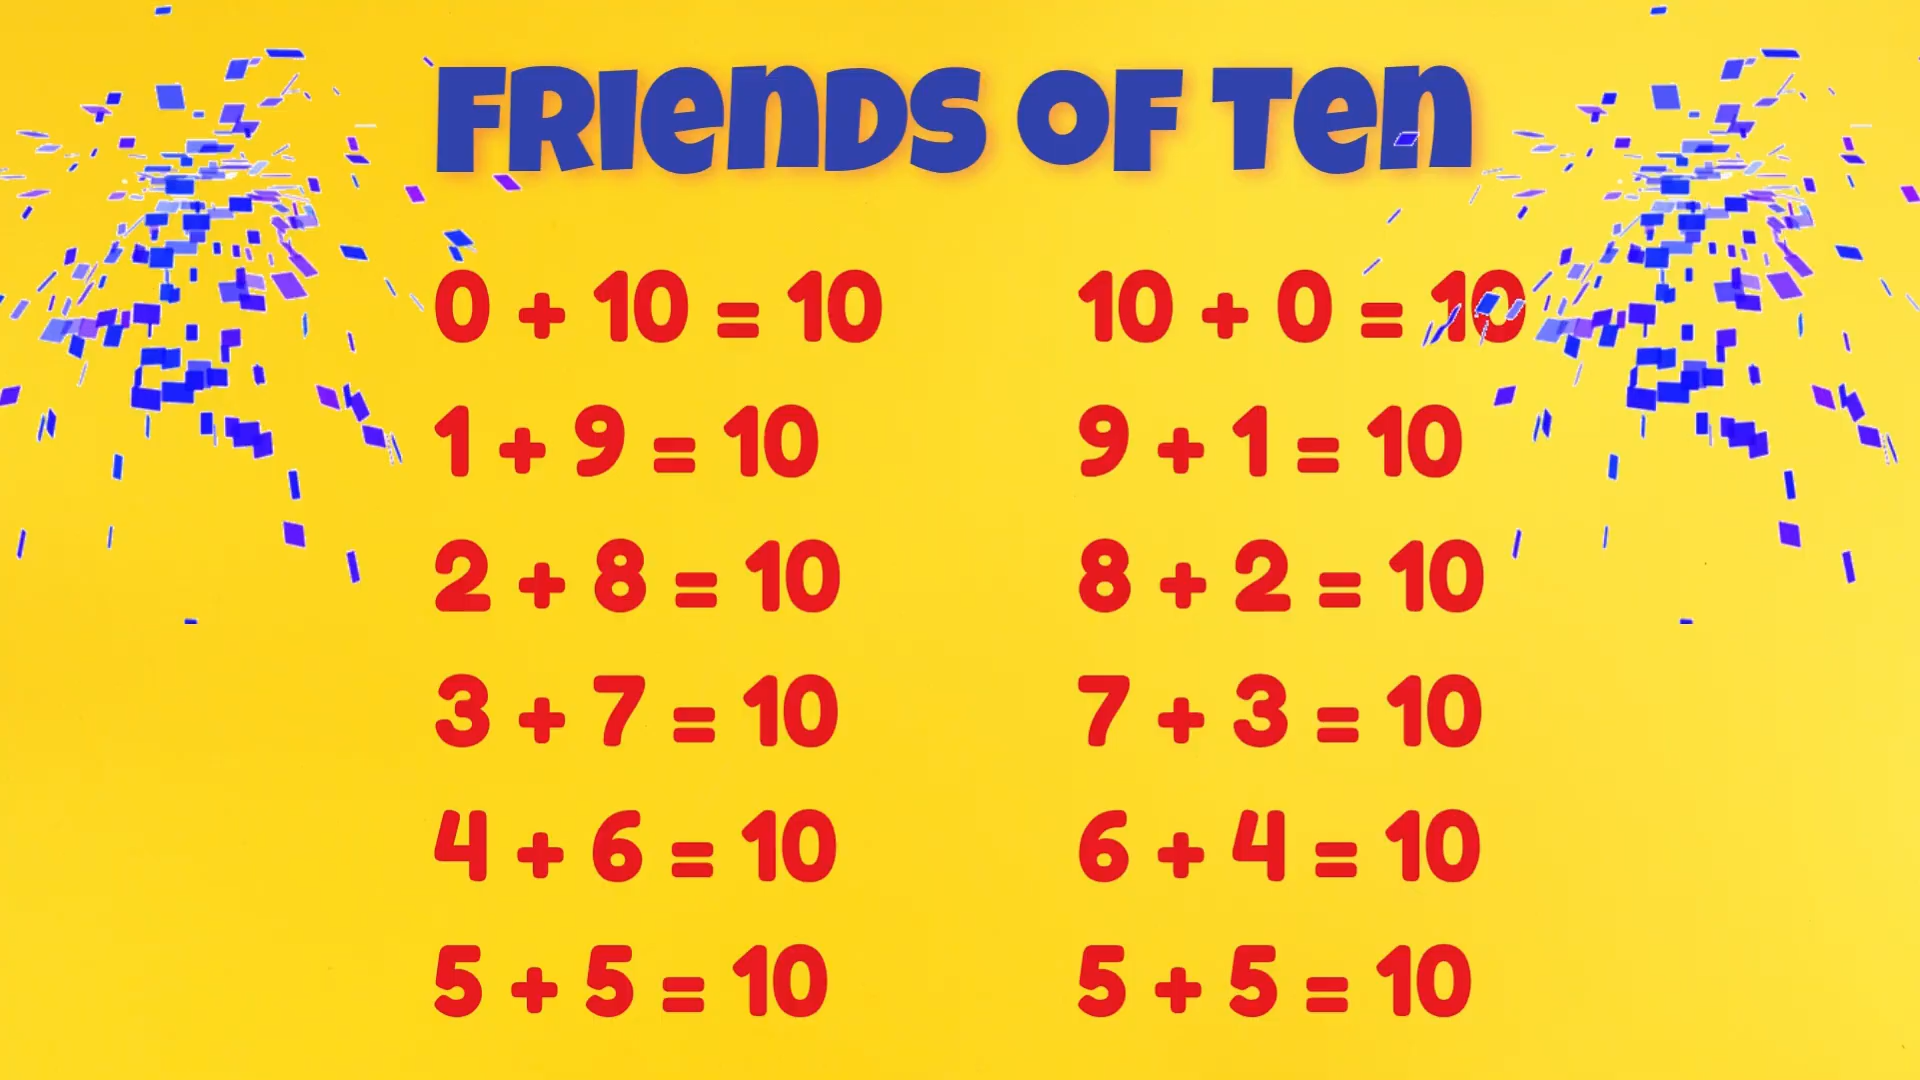 FRIENDS OF TEN
0 + 10 = 10
10 + 0 = 10
1 + 9 = 10
9 + 1 = 10
2 + 8 = 10
8 + 2 = 10
3 + 7 = 10
7 + 3 = 10
4 + 6 = 10
6 + 4 = 10
5 + 5 = 10
5 + 5 = 10